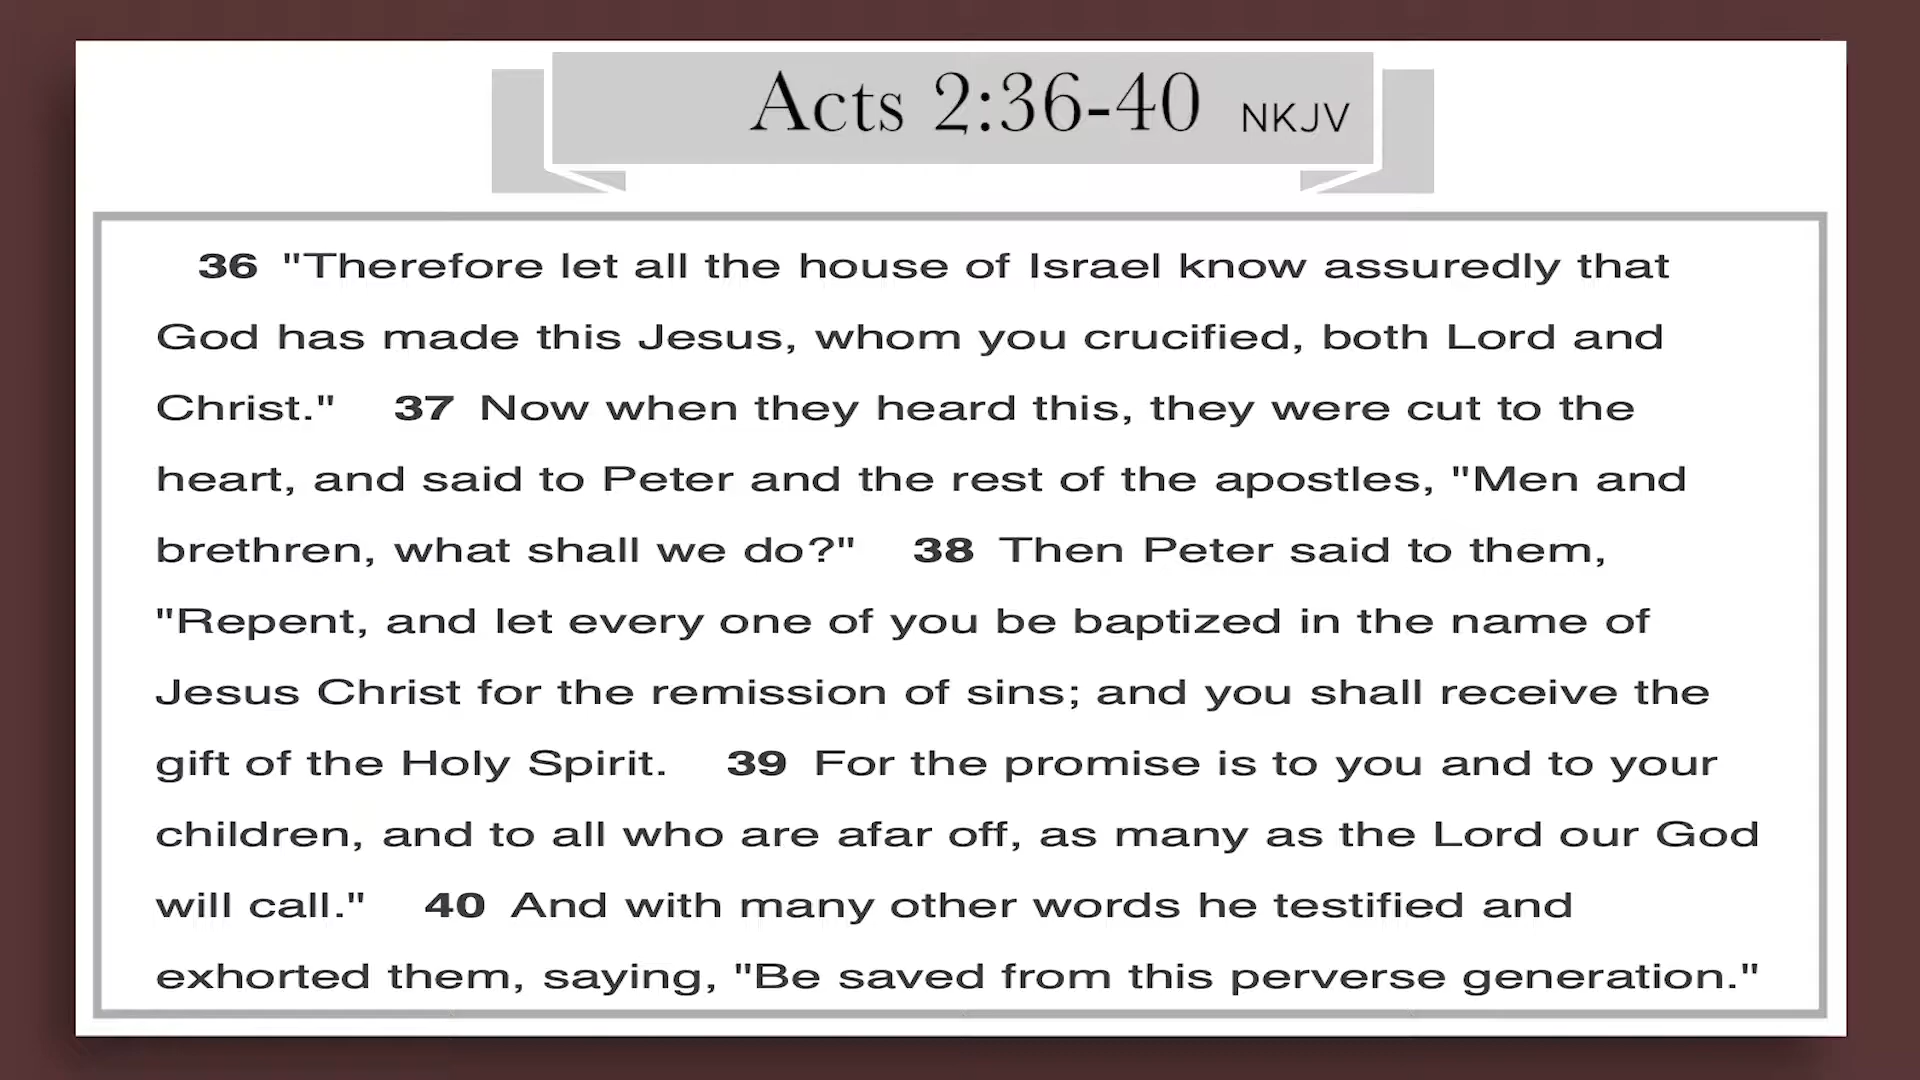 Acts 2:36-40 NKJV
36 "Therefore let all the house of Israel know assuredly that
God has made this Jesus, whom you crucified, both Lord and
Christ." 37 Now when they heard this, they were cut to the
heart, and said to Peter and the rest of the apostles, "Men and
brethren, what shall we do?" 38 Then Peter said to them,
"Repent, and let every one of you be baptized in the name of
Jesus Christ for the remission of sins; and you shall receive the
gift of the Holy Spirit. 39 For the promise is to you and to your
children, and to all who are afar off, as many as the Lord our God
will call." 40 And with many other words he testified and
exhorted them, saying, "Be saved from this perverse generation."